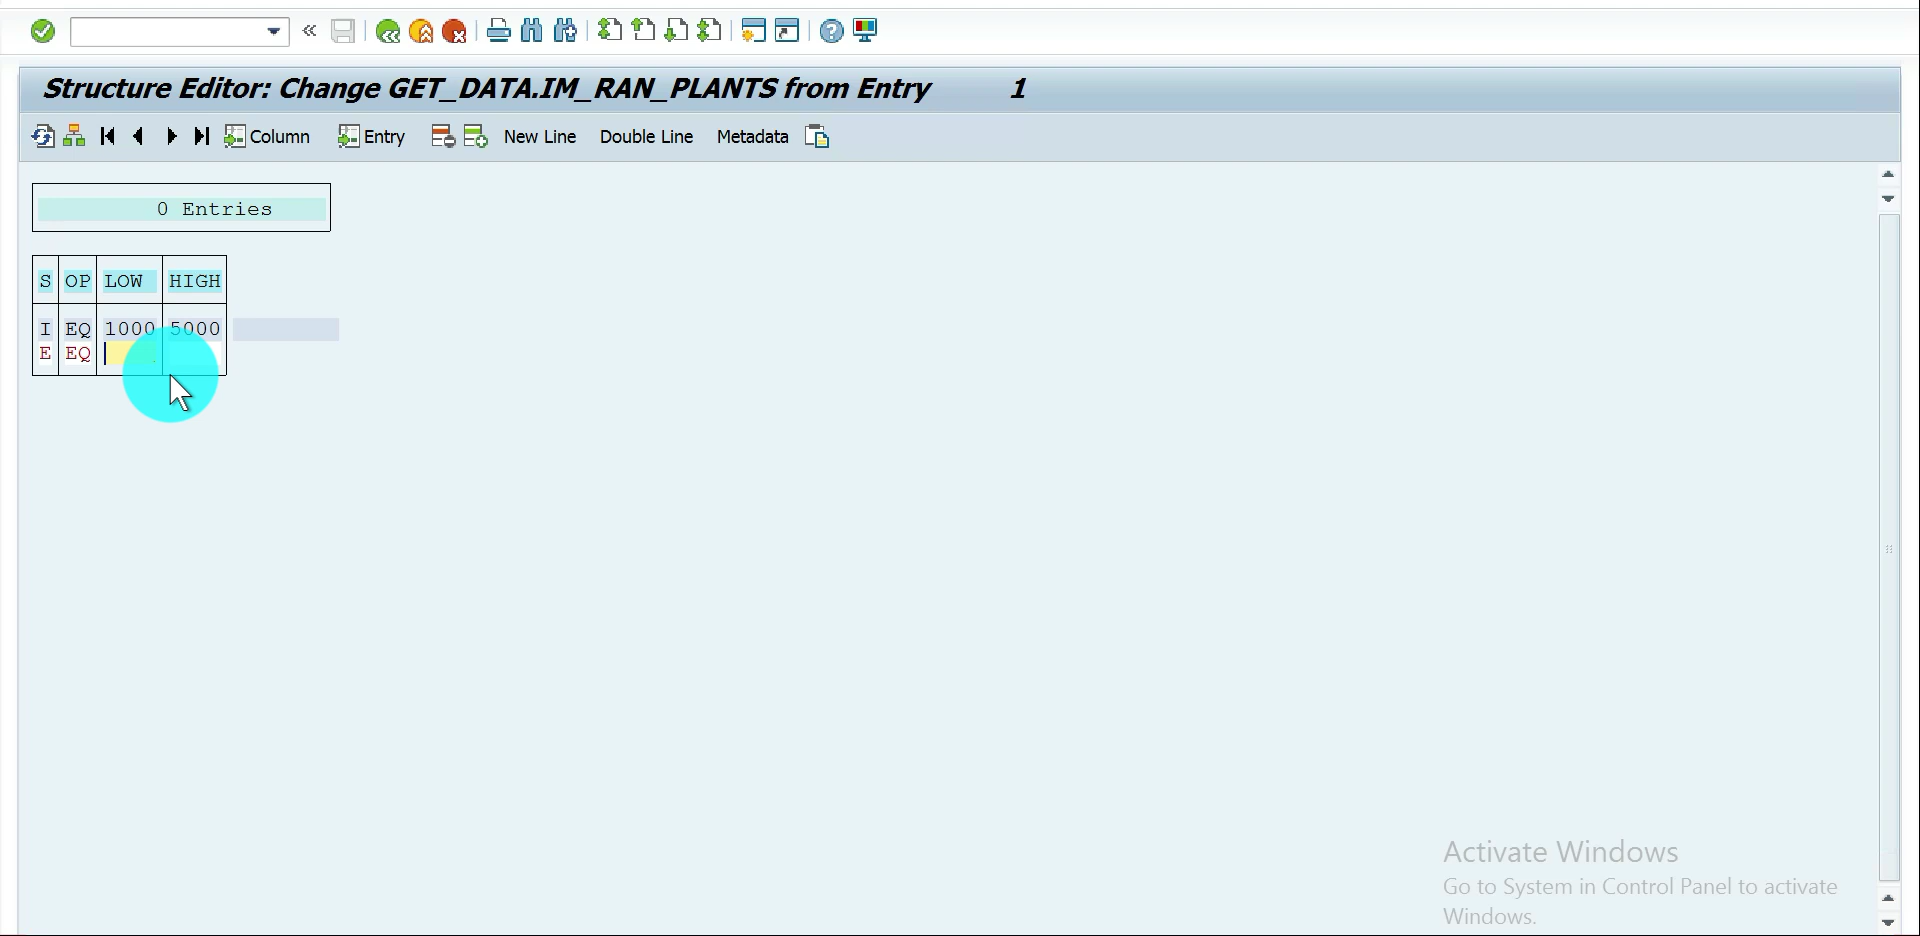 Structure Editor: Change GET_DATA.IM_RAN_PLANTS from Entry 1
Column Entry New Line Double Line Metadata
0 Entries
S OP LOW HIGH
I EQ 1000 5000
E EQ
Activate Windows
Go to System in Control Panel to activate
Windows.